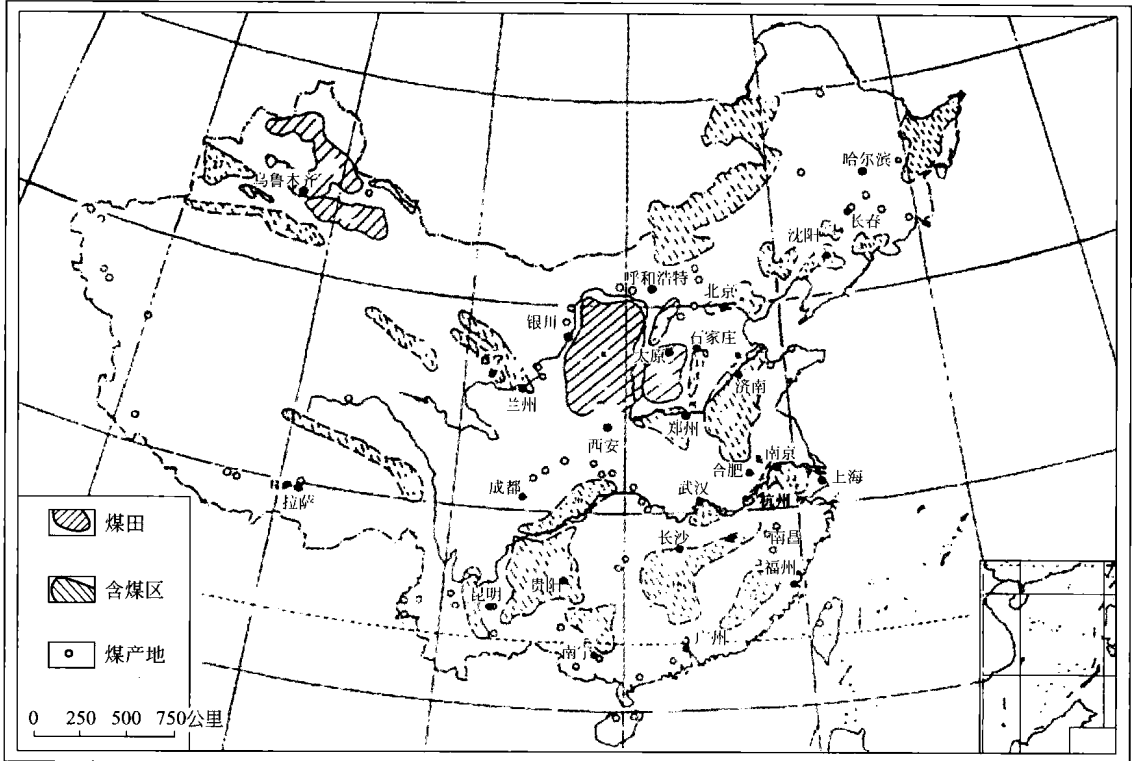 哈尔滨
乌鲁木齐
长春
沈阳
呼和浩特
北京
银川
石家庄
太原
济南
兰州
郑州
西安
南京
合肥
上海
成都
武汉
杭州
拉萨
长沙
南昌
福州
贵阳
昆明
广州
南宁
煤田
含煤区
煤产地
0 250 500 750公里